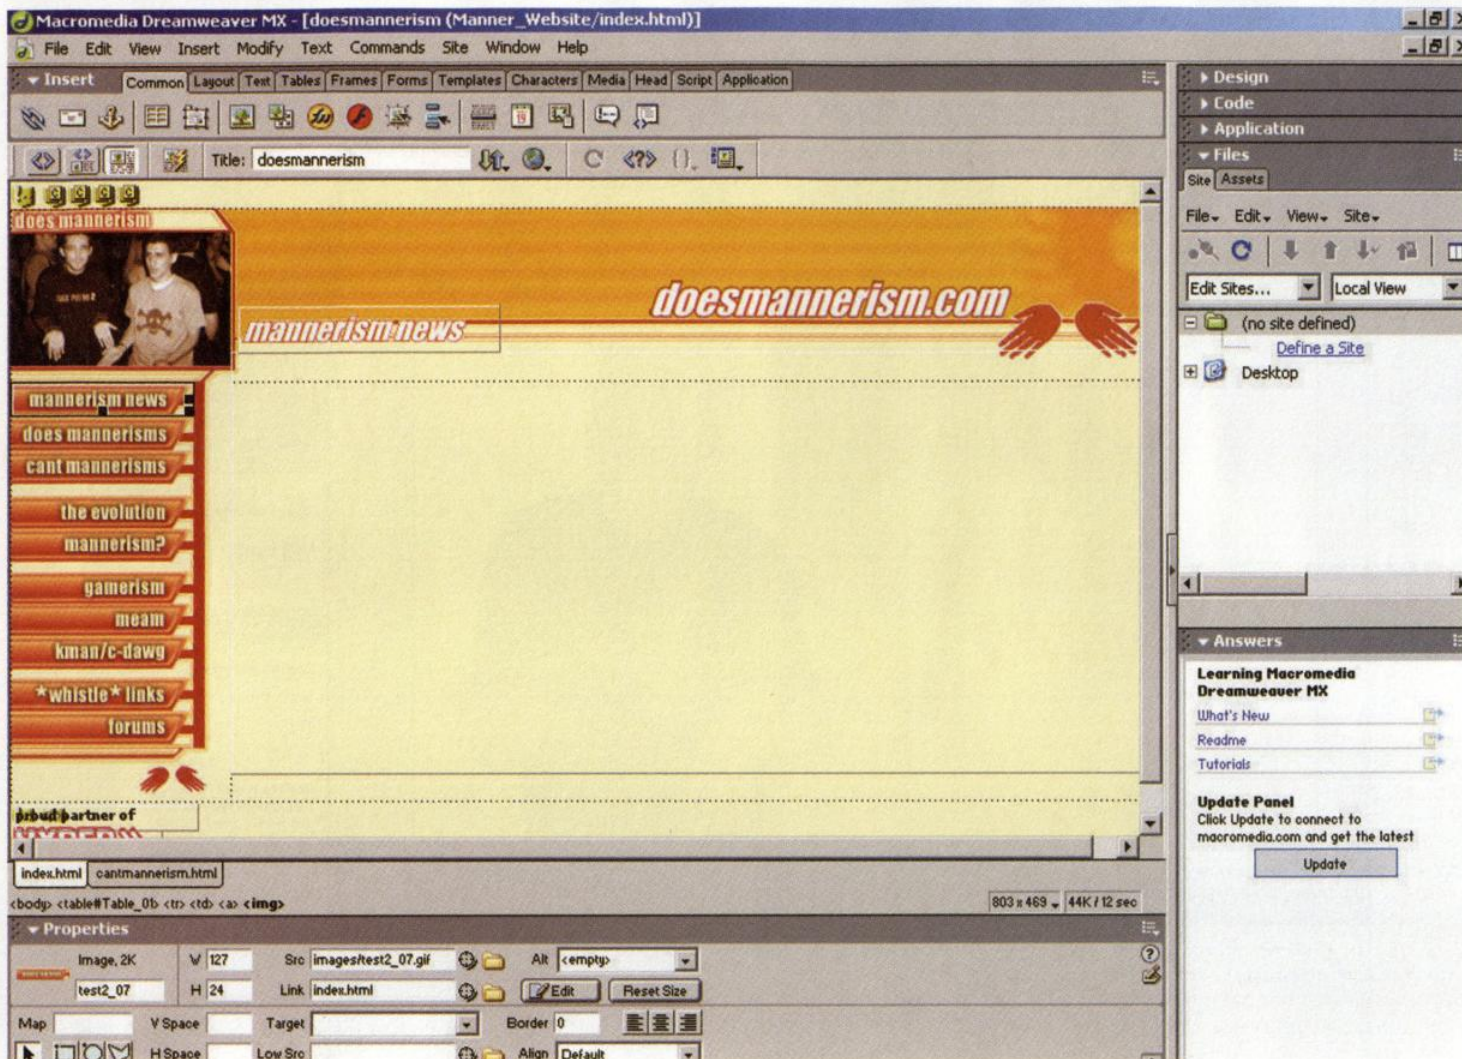 Macromedia Dreamweaver MX - [doesmannerism (Manner_Website/index.html)]
File Edit View Insert Modify Text Commands Site Window Help
Insert Common Layout Text Tables Frames Forms Templates Characters Media Head Script Application
Title: doesmannerism
does mannerism
doesmannerism.com
mannerism news
mannerism news
does mannerisms
cant mannerisms
the evolution
mannerism?
gamerism
meam
kman/c-dawg
*whistle* links
forums
proud partner of
index.html cantmannerism.html
<body> <table#Table_01> <tr> <td> <a> <img>
803 x 469 44K / 12 sec
Properties
Image, 2K W 127 Src images/test2_07.gif Alt <empty>
test2_07 H 24 Link index.html Edit Reset Size
Map V Space Target Border 0
H Space Low Src Align Default
Design
Code
Application
Files
Site Assets
File Edit View Site
Edit Sites... Local View
(no site defined)
Define a Site
Desktop
Answers
Learning Macromedia
Dreamweaver MX
What's New
Readme
Tutorials
Update Panel
Click Update to connect to
macromedia.com and get the latest
Update